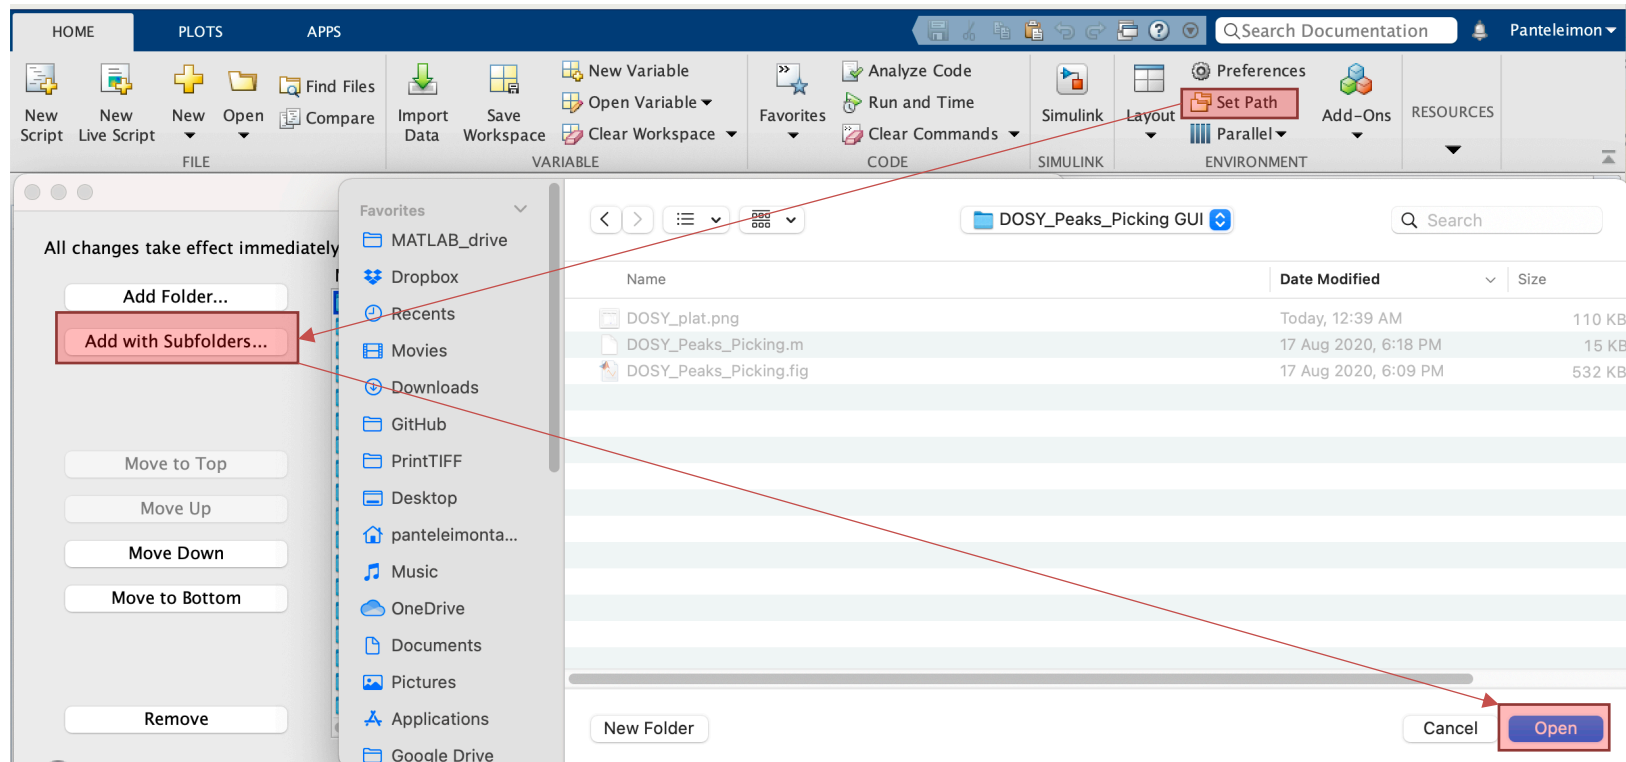 HOME PLOTS APPS Search Documentation Panteleimon
New Script
New Live Script
New
Open
Find Files
Compare
FILE
Import Data
Save Workspace
New Variable
Open Variable
Clear Workspace
VARIABLE
Favorites
Analyze Code
Run and Time
Clear Commands
CODE
Simulink
SIMULINK
Layout
Preferences
Set Path
Parallel
Add-Ons
ENVIRONMENT
RESOURCES
All changes take effect immediately
Add Folder...
Add with Subfolders...
Move to Top
Move Up
Move Down
Move to Bottom
Remove
Favorites
MATLAB_drive
Dropbox
Recents
Movies
Downloads
GitHub
PrintTIFF
Desktop
panteleimonta...
Music
OneDrive
Documents
Pictures
Applications
Google Drive
DOSY_Peaks_Picking GUI
Search
Name Date Modified Size
DOSY_plat.png Today, 12:39 AM 110 KB
DOSY_Peaks_Picking.m 17 Aug 2020, 6:18 PM 15 KB
DOSY_Peaks_Picking.fig 17 Aug 2020, 6:09 PM 532 KB
New Folder Cancel Open